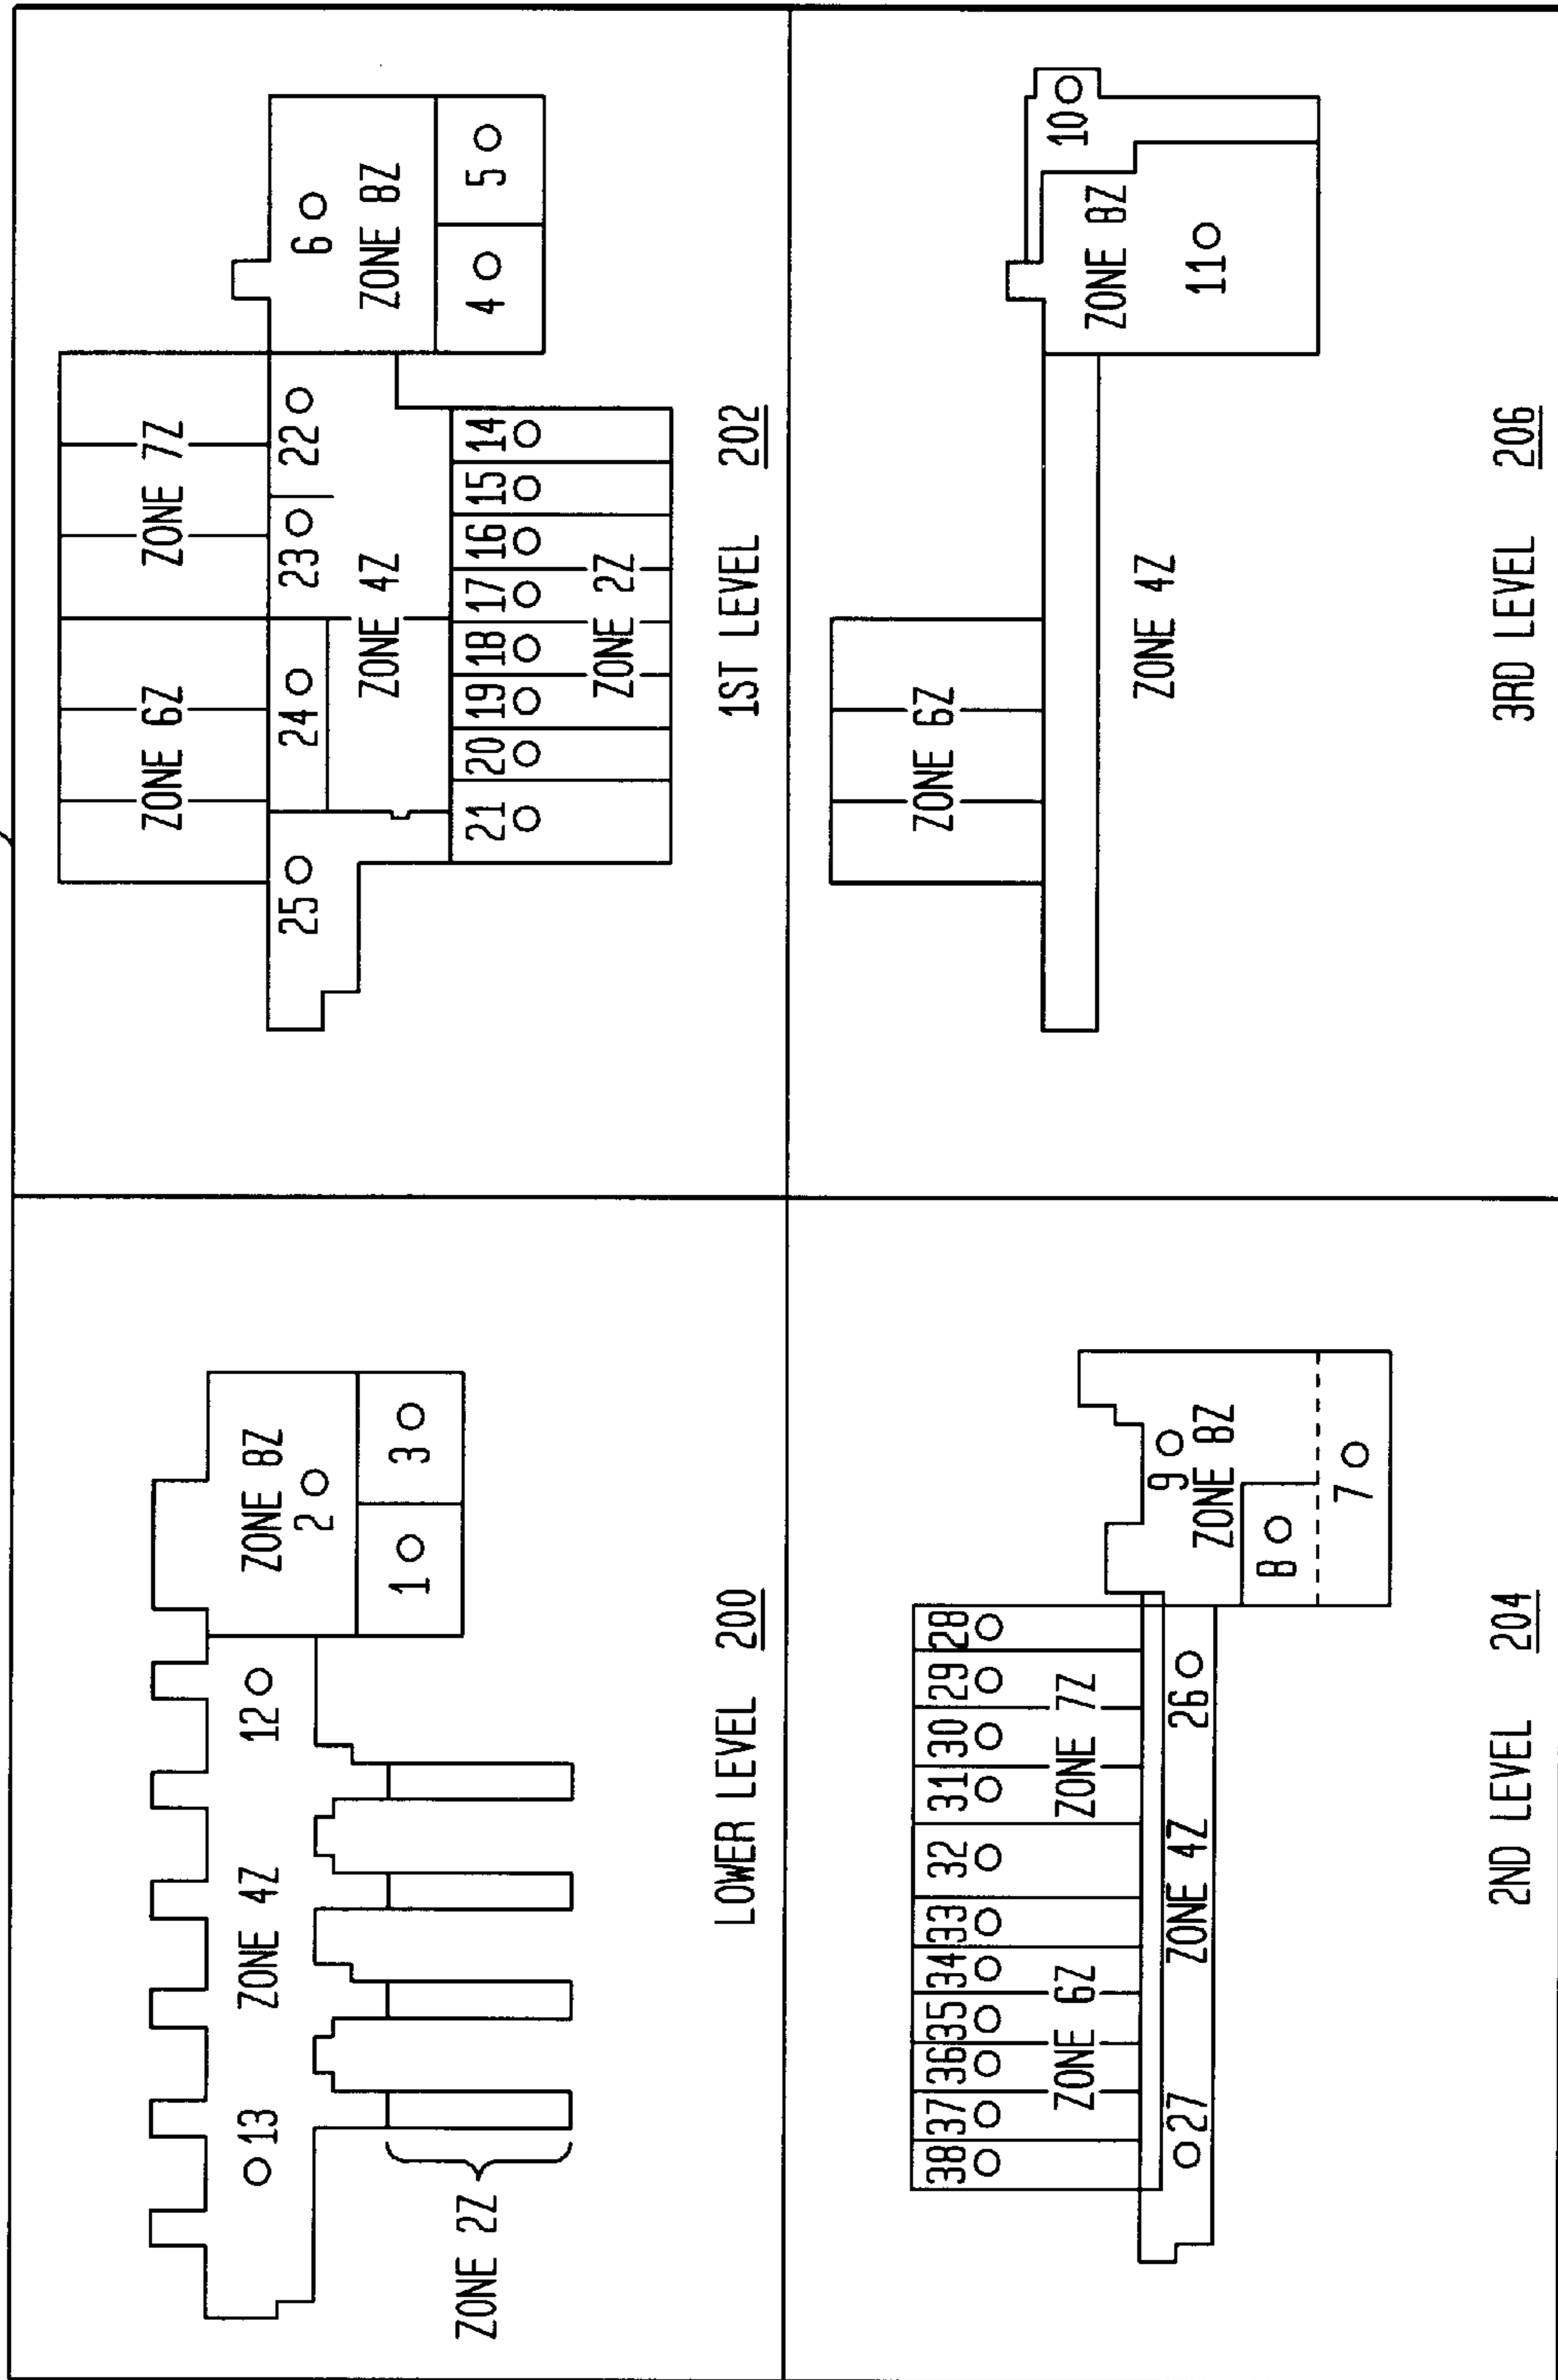 13 ZONE 4Z 12 ZONE 8Z
2
1 3
ZONE 2Z
LOWER LEVEL 200
ZONE 6Z ZONE 7Z
25 24 23 22 6
ZONE 4Z ZONE 8Z
21 20 19 18 17 16 15 14 4 5
ZONE 2Z
1ST LEVEL 202
38 37 36 35 34 33 32 31 30 29 28
ZONE 6Z ZONE 7Z
27 ZONE 4Z 26 9
ZONE 8Z
8
7
2ND LEVEL 204
ZONE 6Z
10
ZONE 8Z
ZONE 4Z 11
3RD LEVEL 206